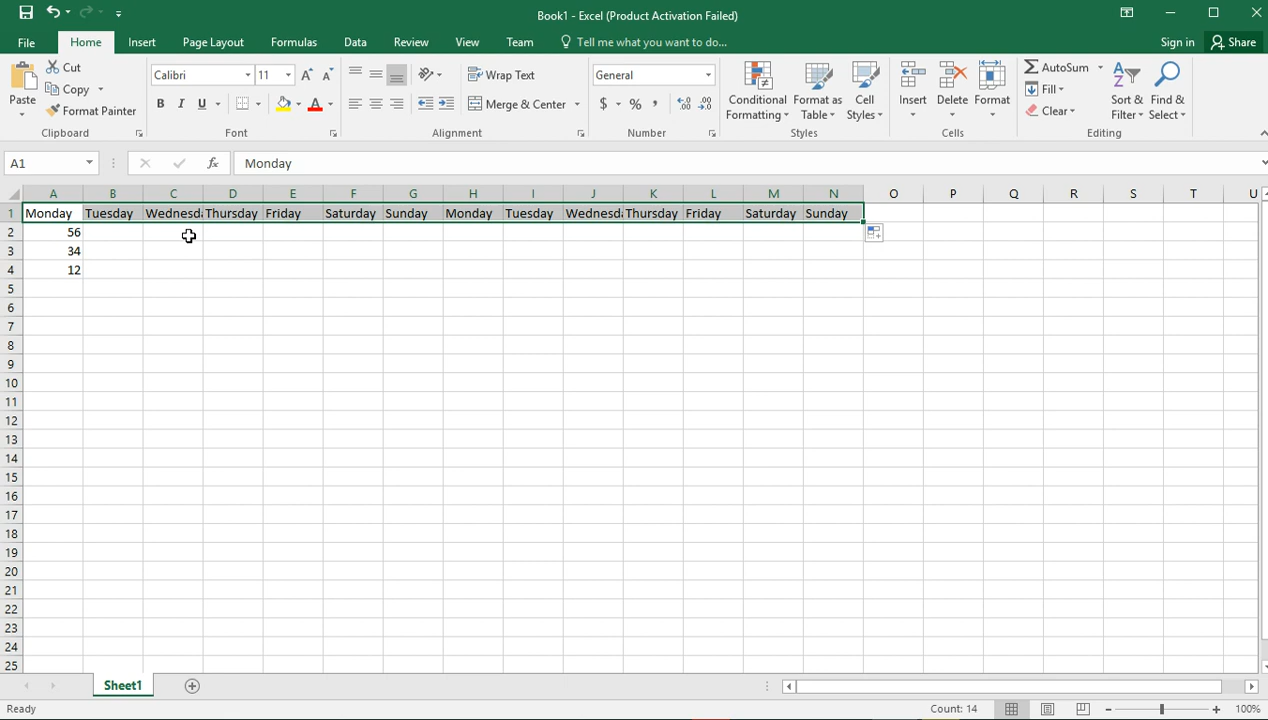 Book1 - Excel (Product Activation Failed)
File Home Insert Page Layout Formulas Data Review View Team Tell me what you want to do... Sign in Share
Paste Cut Copy Format Painter
Calibri 11
B I U A
Wrap Text
Merge & Center
General
$ % ,
Conditional Formatting Format as Table Cell Styles
Insert Delete Format
AutoSum Fill Clear
Sort & Filter Find & Select
Clipboard Font Alignment Number Styles Cells Editing
A1 fx Monday
A B C D E F G H I J K L M N O P Q R S T U
1 Monday Tuesday Wednesda Thursday Friday Saturday Sunday Monday Tuesday Wednesda Thursday Friday Saturday Sunday
2 56
3 34
4 12
5
6
7
8
9
10
11
12
13
14
15
16
17
18
19
20
21
22
23
24
25
Sheet1
Ready Count: 14 100%